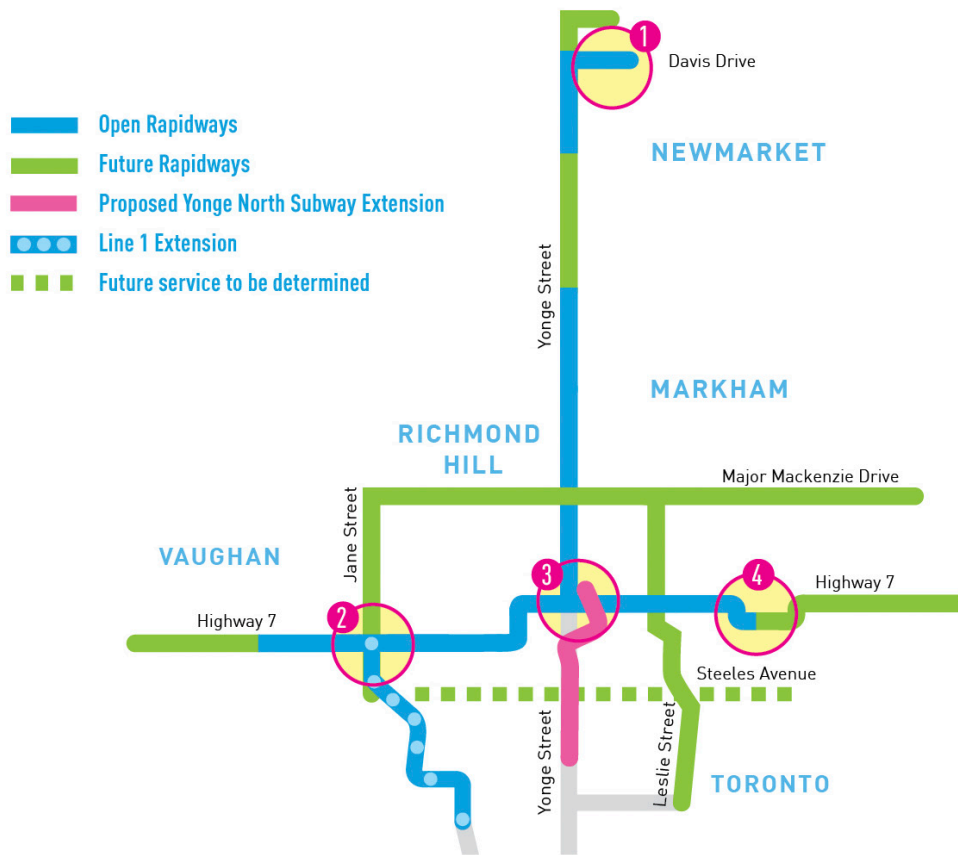 1
Davis Drive
Open Rapidways
Future Rapidways
Proposed Yonge North Subway Extension
Line 1 Extension
Future service to be determined
NEWMARKET
Yonge Street
MARKHAM
RICHMOND
HILL
Major Mackenzie Drive
Jane Street
VAUGHAN
3
4
Highway 7
2
Highway 7
Steeles Avenue
Yonge Street
Leslie Street
TORONTO